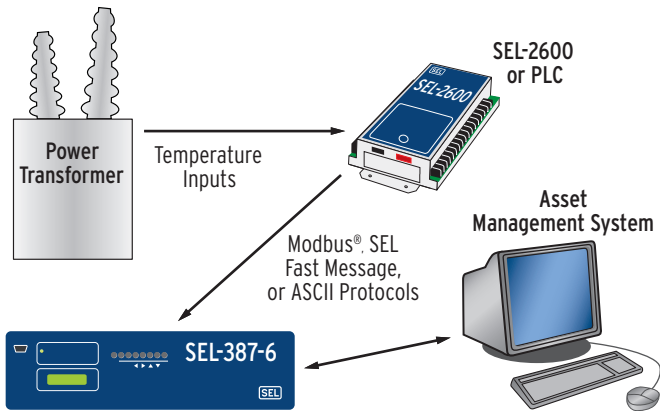 SEL-2600
or PLC
SEL
SEL-2600
Power
Transformer
Temperature
Inputs
Asset
Management System
Modbus®, SEL
Fast Message,
or ASCII Protocols
SEL-387-6
SEL